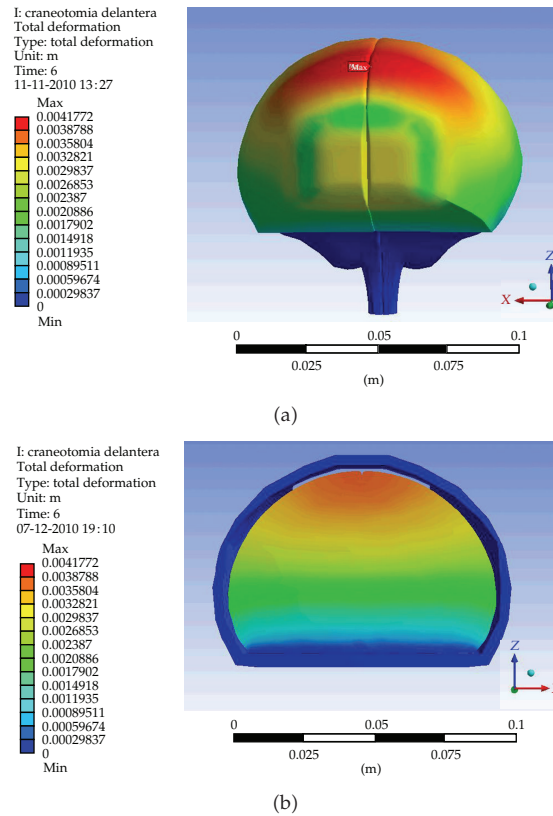 I: craneotomia delantera
Total deformation
Type: total deformation
Unit: m
Time: 6
11-11-2010 13:27
Max
0.0041772
0.0038788
0.0035804
0.0032821
0.0029837
0.0026853
0.002387
0.0020886
0.0017902
0.0014918
0.0011935
0.00089511
0.00059674
0.00029837
0
Min
Max
Z
X
0 0.05 0.1
0.025 0.075
(m)
(a)
I: craneotomia delantera
Total deformation
Type: total deformation
Unit: m
Time: 6
07-12-2010 19:10
Max
0.0041772
0.0038788
0.0035804
0.0032821
0.0029837
0.0026853
0.002387
0.0020886
0.0017902
0.0014918
0.0011935
0.00089511
0.00059674
0.00029837
0
Min
Z
0 0.05 0.1
0.025 0.075
(m)
(b)